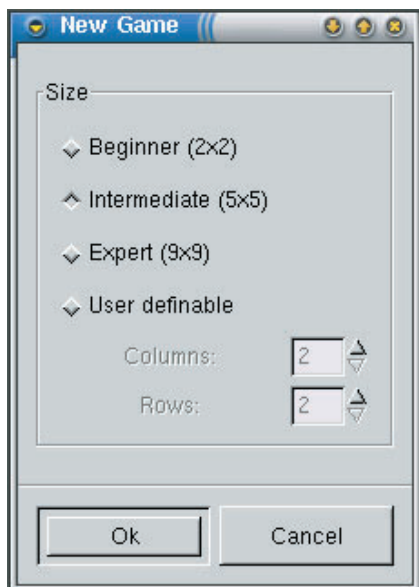 New Game
Size
Beginner (2x2)
Intermediate (5x5)
Expert (9x9)
User definable
Columns: 2
Rows: 2
Ok Cancel